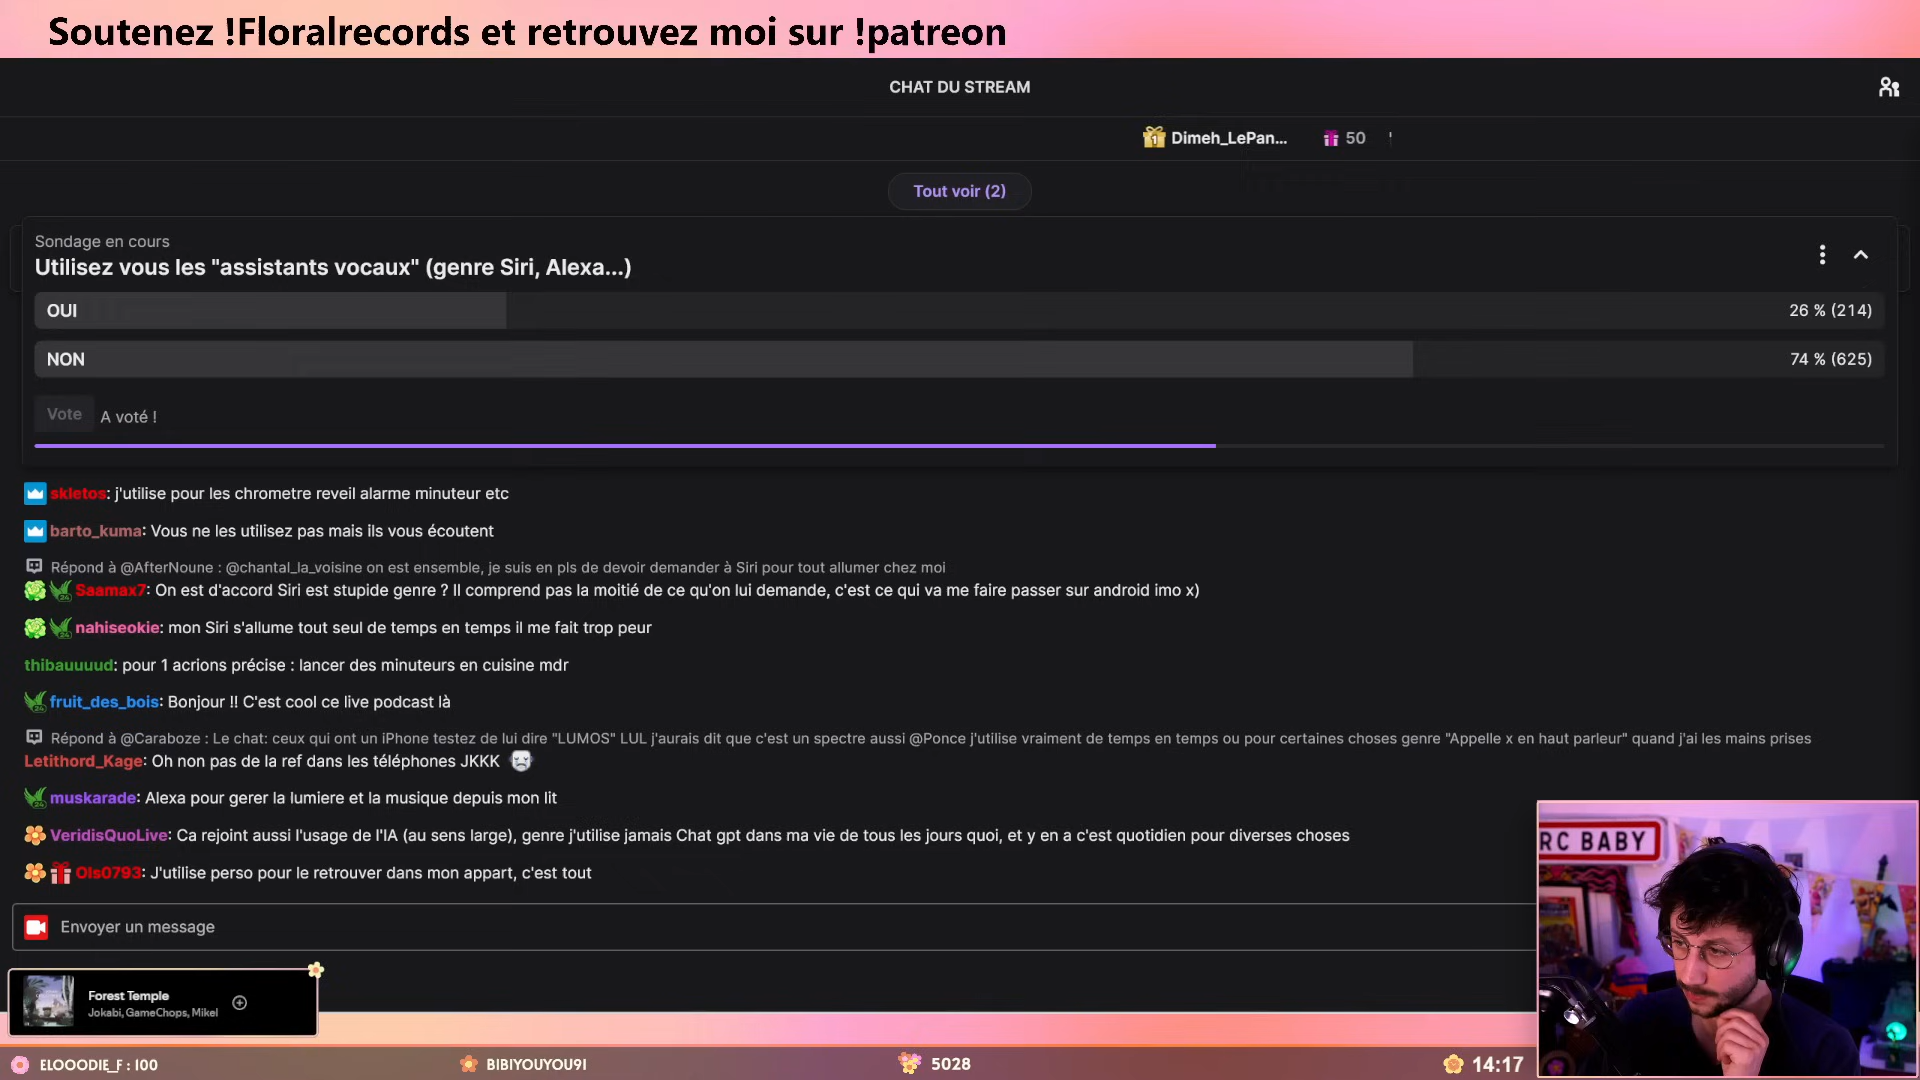 Soutenez !Floralrecords et retrouvez moi sur !patreon
CHAT DU STREAM
1 Dimeh_LePan... 50
Tout voir (2)
Sondage en cours
Utilisez vous les "assistants vocaux" (genre Siri, Alexa...)
OUI 26 % (214)
NON 74 % (625)
Vote A voté !
skletos: j'utilise pour les chrometre reveil alarme minuteur etc
barto_kuma: Vous ne les utilisez pas mais ils vous écoutent
Répond à @AfterNoune : @chantal_la_voisine on est ensemble, je suis en pls de devoir demander à Siri pour tout allumer chez moi
Saamax7: On est d'accord Siri est stupide genre ? Il comprend pas la moitié de ce qu'on lui demande, c'est ce qui va me faire passer sur android imo x)
nahiseokie: mon Siri s'allume tout seul de temps en temps il me fait trop peur
thibauuuud: pour 1 acrions précise : lancer des minuteurs en cuisine mdr
fruit_des_bois: Bonjour !! C'est cool ce live podcast là
Répond à @Caraboze : Le chat: ceux qui ont un iPhone testez de lui dire "LUMOS" LUL j'aurais dit que c'est un spectre aussi @Ponce j'utilise vraiment de temps en temps ou pour certaines choses genre "Appelle x en haut parleur" quand j'ai les mains prises
Letithord_Kage: Oh non pas de la ref dans les téléphones JKKK
muskarade: Alexa pour gerer la lumiere et la musique depuis mon lit
VeridisQuoLive: Ca rejoint aussi l'usage de l'IA (au sens large), genre j'utilise jamais Chat gpt dans ma vie de tous les jours quoi, et y en a c'est quotidien pour diverses choses
Ols0793: J'utilise perso pour le retrouver dans mon appart, c'est tout
Envoyer un message
RC BABY
Forest Temple
Jokabi, GameChops, Mikel
ELOOODIE_F : 100 BIBIYOUYOU91 5028 14:17